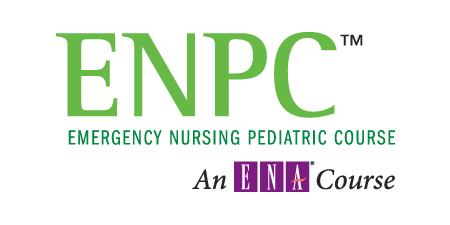 ENPC™
EMERGENCY NURSING PEDIATRIC COURSE
An ENA® Course